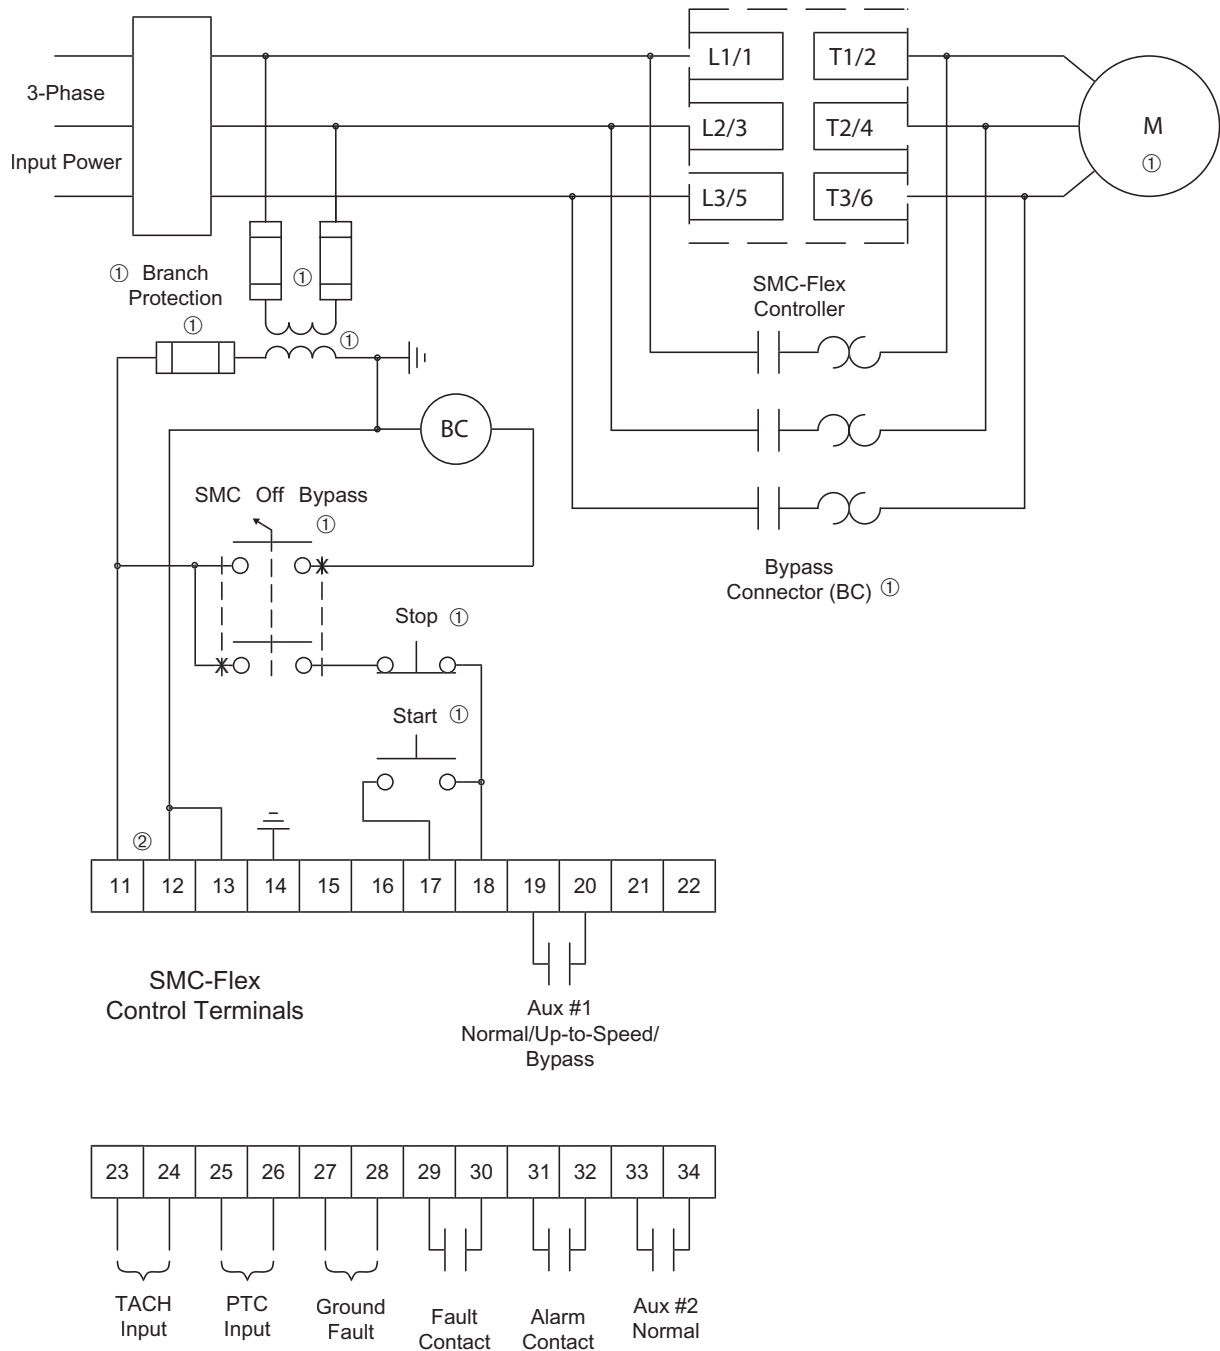 3-Phase
Input Power
L1/1
T1/2
L2/3
T2/4
L3/5
T3/6
M
①
① Branch
Protection
①
①
①
SMC-Flex
Controller
BC
SMC Off Bypass
①
Bypass
Connector (BC) ①
Stop ①
Start ①
②
11 12 13 14 15 16 17 18 19 20 21 22
SMC-Flex
Control Terminals
Aux #1
Normal/Up-to-Speed/
Bypass
23 24 25 26 27 28 29 30 31 32 33 34
TACH
Input
PTC
Input
Ground
Fault
Fault
Contact
Alarm
Contact
Aux #2
Normal